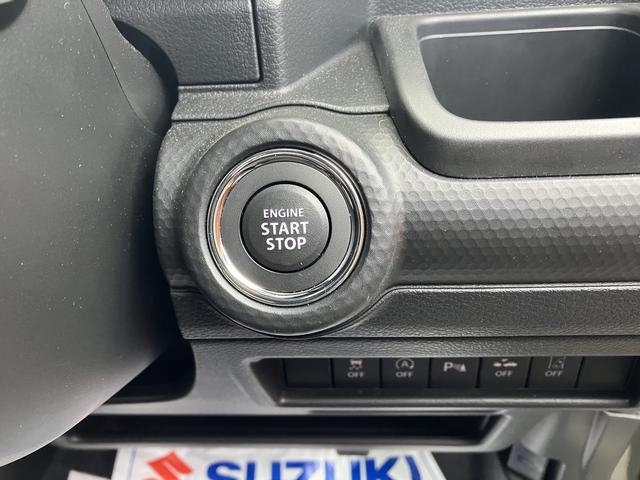 ENGINE
START
STOP
OFF OFF P OFF OFF
SUZUKI